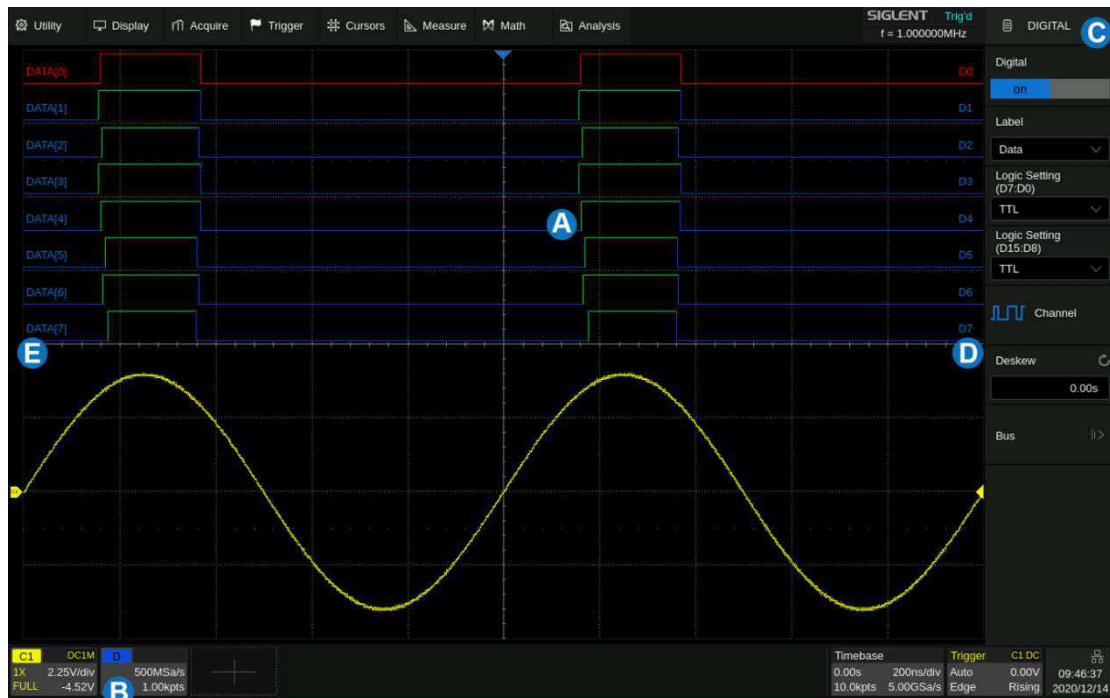 Utility
Display
Acquire
Trigger
Cursors
Measure
Math
Analysis
SIGLENT Trig'd
f = 1.000000MHz
DIGITAL
C
Digital
on
Label
Data
Logic Setting
(D7:D0)
TTL
Logic Setting
(D15:D8)
TTL
Channel
Deskew
0.00s
Bus
DATA[0] D0
DATA[1] D1
DATA[2] D2
DATA[3] D3
DATA[4] A D4
DATA[5] D5
DATA[6] D6
DATA[7] D7
E D
C1 DC1M
1X 2.25V/div
FULL -4.52V
D
500MSa/s
B 1.00kpts
Timebase
0.00s 200ns/div
10.0kpts 5.00GSa/s
Trigger C1 DC
Auto 0.00V
Edge Rising
09:46:37
2020/12/14